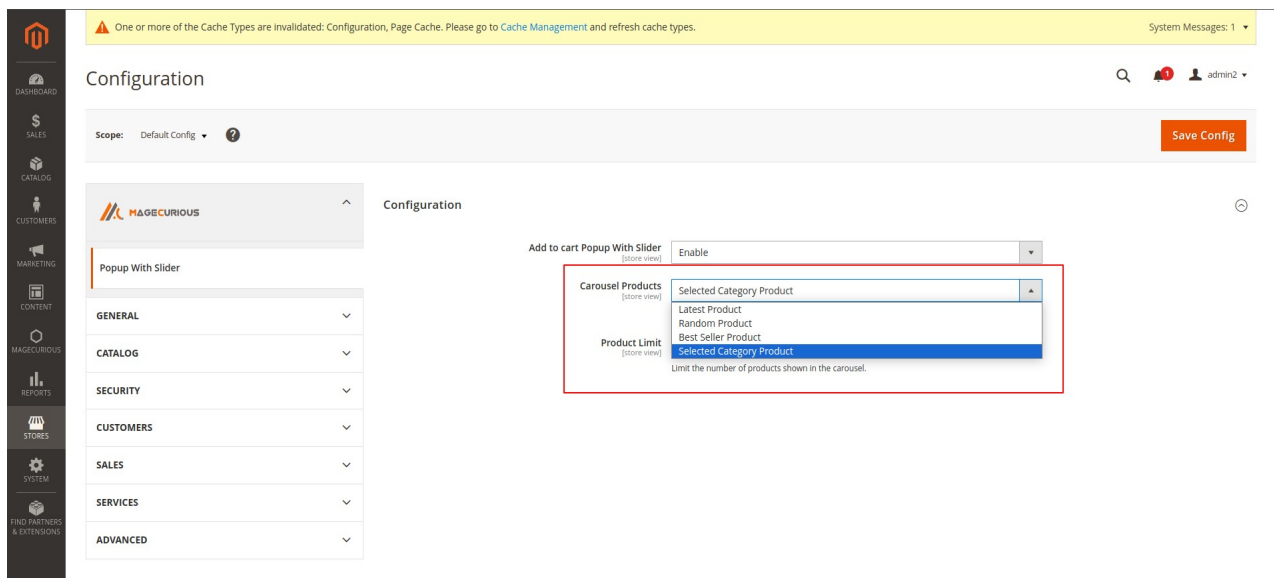 One or more of the Cache Types are invalidated: Configuration, Page Cache. Please go to Cache Management and refresh cache types.
System Messages: 1
Configuration
1
admin2
Scope: Default Config ?
Save Config
DASHBOARD
$
SALES
CATALOG
CUSTOMERS
MARKETING
CONTENT
MAGECURIOUS
REPORTS
STORES
SYSTEM
FIND PARTNERS
& EXTENSIONS
MAGECURIOUS
Popup With Slider
GENERAL
CATALOG
SECURITY
CUSTOMERS
SALES
SERVICES
ADVANCED
Configuration
Add to cart Popup With Slider
[store view]
Enable
Carousel Products
[store view]
Selected Category Product
Latest Product
Random Product
Best Seller Product
Selected Category Product
Product Limit
[store view]
Limit the number of products shown in the carousel.